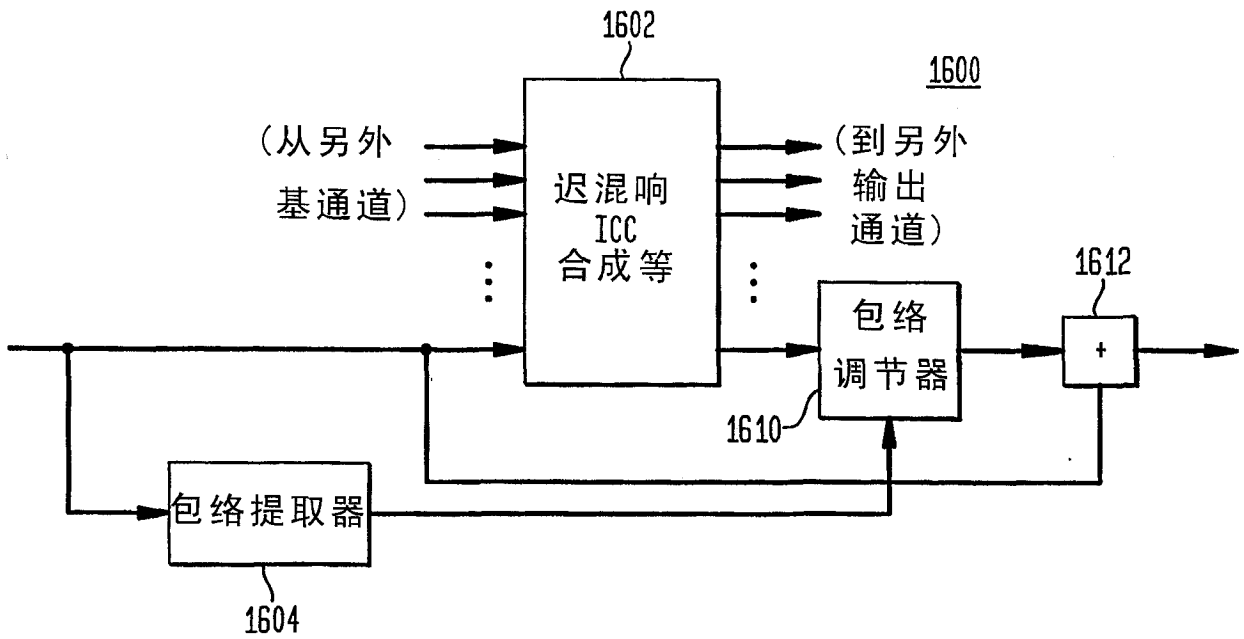 1602
1600
(从另外
基通道)
迟混响
ICC
合成等
(到另外
输出
通道)
包络
调节器
1610
1612
+
包络提取器
1604